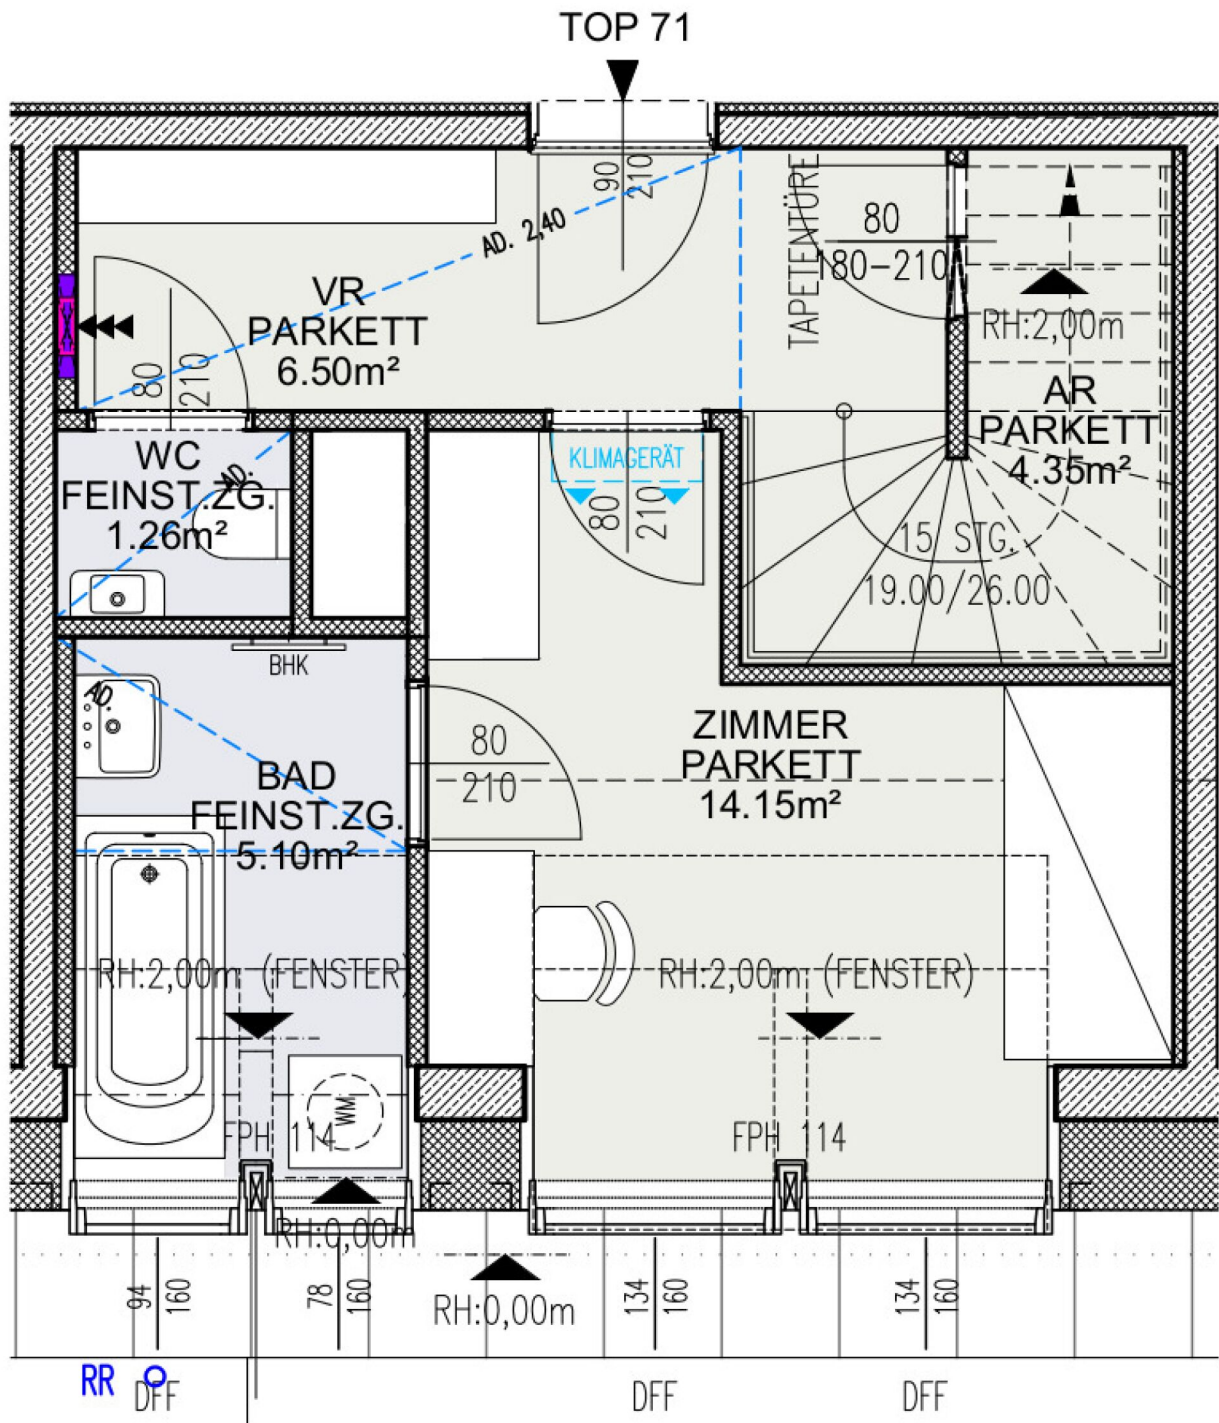 TOP 71
90
210
AD. 2,40
TAPETENTÜRE
80
180-210
RH:2,00m
VR
PARKETT
6.50m²
80
210
AR
PARKETT
4.35m²
WC
FEINST.ZG.
1.26m²
AD.
KLIMAGERÄT
80
210
15 STG.
19.00/26.00
BHK
AD.
BAD
FEINST.ZG.
5.10m²
80
210
ZIMMER
PARKETT
14.15m²
RH:2,00m (FENSTER)
RH:2,00m (FENSTER)
WM
FPH 114
FPH 114
RH:0,00m
RH:0,00m
94
160
78
160
134
160
134
160
RR
DFF
DFF
DFF